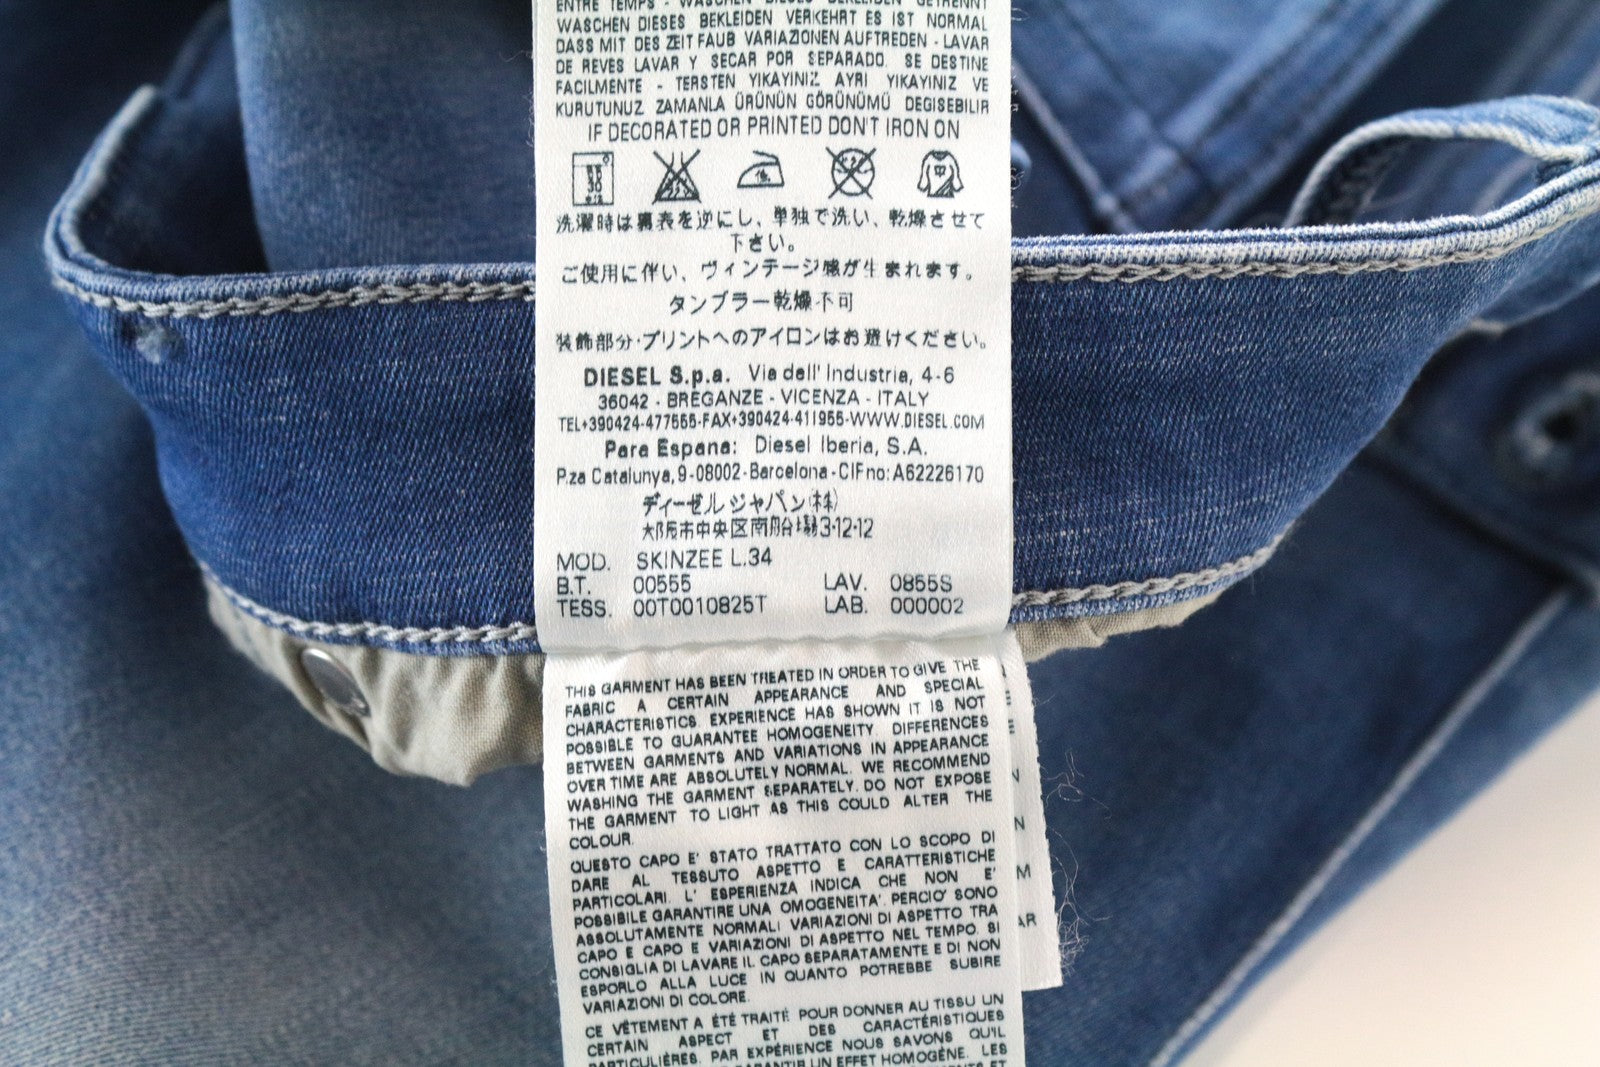 ENTRE TEMPS - WASCHEN DIESES BEKLEIDEN GETRENNT
WASCHEN DIESES BEKLEIDEN VERKEHRT ES IST NORMAL
DASS MIT DES ZEIT FAUB VARIAZIONEN AUFTREDEN - LAVAR
DE REVES LAVAR Y SECAR POR SEPARADO. SE DESTINE
FACILMENTE - TERSTEN YIKAYINIZ AYRI YIKAYINIZ VE
KURUTUNUZ ZAMANLA ÜRÜNÜN GÖRÜNÜMÜ DEGISEBILIR
IF DECORATED OR PRINTED DON'T IRON ON
30
中
洗濯時は裏表を逆にし、単独で洗い、乾燥させて
下さい。
ご使用に伴い、ヴィンテージ感が生まれます。
タンブラー乾燥不可
装飾部分・プリントへのアイロンはお避けください。
DIESEL S.p.a. Via dell' Industria, 4-6
36042 - BREGANZE - VICENZA - ITALY
TEL+390424-477555-FAX+390424-411955-WWW.DIESEL.COM
Para Espana: Diesel Iberia, S.A.
P.za Catalunya,9-08002-Barcelona-CIFno:A62226170
ディーゼルジャパン(株)
大阪市中央区南船場3-12-12
MOD. SKINZEE L.34
B.T. 00555 LAV. 0855S
TESS. 00T0010825T LAB. 000002
THIS GARMENT HAS BEEN TREATED IN ORDER TO GIVE THE
FABRIC A CERTAIN APPEARANCE AND SPECIAL
CHARACTERISTICS. EXPERIENCE HAS SHOWN IT IS NOT
POSSIBLE TO GUARANTEE HOMOGENEITY. DIFFERENCES
BETWEEN GARMENTS AND VARIATIONS IN APPEARANCE
OVER TIME ARE ABSOLUTELY NORMAL. WE RECOMMEND
WASHING THE GARMENT SEPARATELY. DO NOT EXPOSE
THE GARMENT TO LIGHT AS THIS COULD ALTER THE
COLOUR.
QUESTO CAPO E' STATO TRATTATO CON LO SCOPO DI
DARE AL TESSUTO ASPETTO E CARATTERISTICHE
PARTICOLARI. L' ESPERIENZA INDICA CHE NON E'
POSSIBILE GARANTIRE UNA OMOGENEITA'. PERCIO' SONO
ASSOLUTAMENTE NORMALI VARIAZIONI DI ASPETTO TRA
CAPO E CAPO E VARIAZIONI DI ASPETTO NEL TEMPO. SI
CONSIGLIA DI LAVARE IL CAPO SEPARATAMENTE E DI NON
ESPORLO ALLA LUCE IN QUANTO POTREBBE SUBIRE
VARIAZIONI DI COLORE.
CE VÊTEMENT A ÉTÉ TRAITÉ POUR DONNER AU TISSU UN
CERTAIN ASPECT ET DES CARACTÉRISTIQUES
PARTICULIÈRES. PAR EXPÉRIENCE NOUS SAVONS QU'IL
GARANTIR UN EFFET HOMOGÈNE. LES